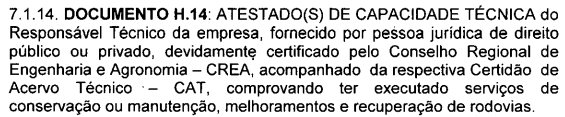 7.1.14. DOCUMENTO H.14: ATESTADO(S) DE CAPACIDADE TÉCNICA do
Responsável Técnico da empresa, fornecido por pessoa jurídica de direito
público ou privado, devidamente certificado pelo Conselho Regional de
Engenharia e Agronomia – CREA, acompanhado da respectiva Certidão de
Acervo Técnico – CAT, comprovando ter executado serviços de
conservação ou manutenção, melhoramentos e recuperação de rodovias.